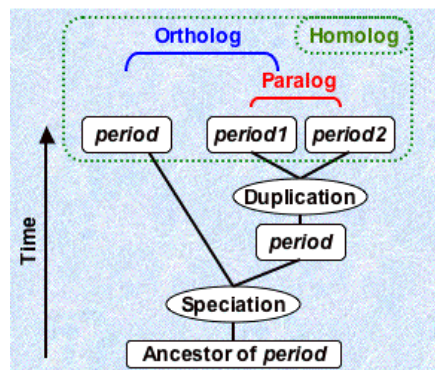 Ortholog
Homolog
Paralog
period
period1
period2
Duplication
period
Time
Speciation
Ancestor of period